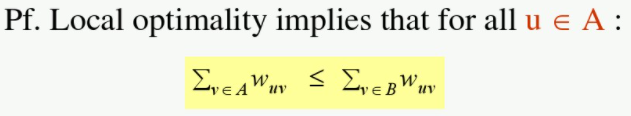 Pf. Local optimality implies that for all u ∈ A :
∑v ∈ A wuv ≤ ∑v ∈ B wuv